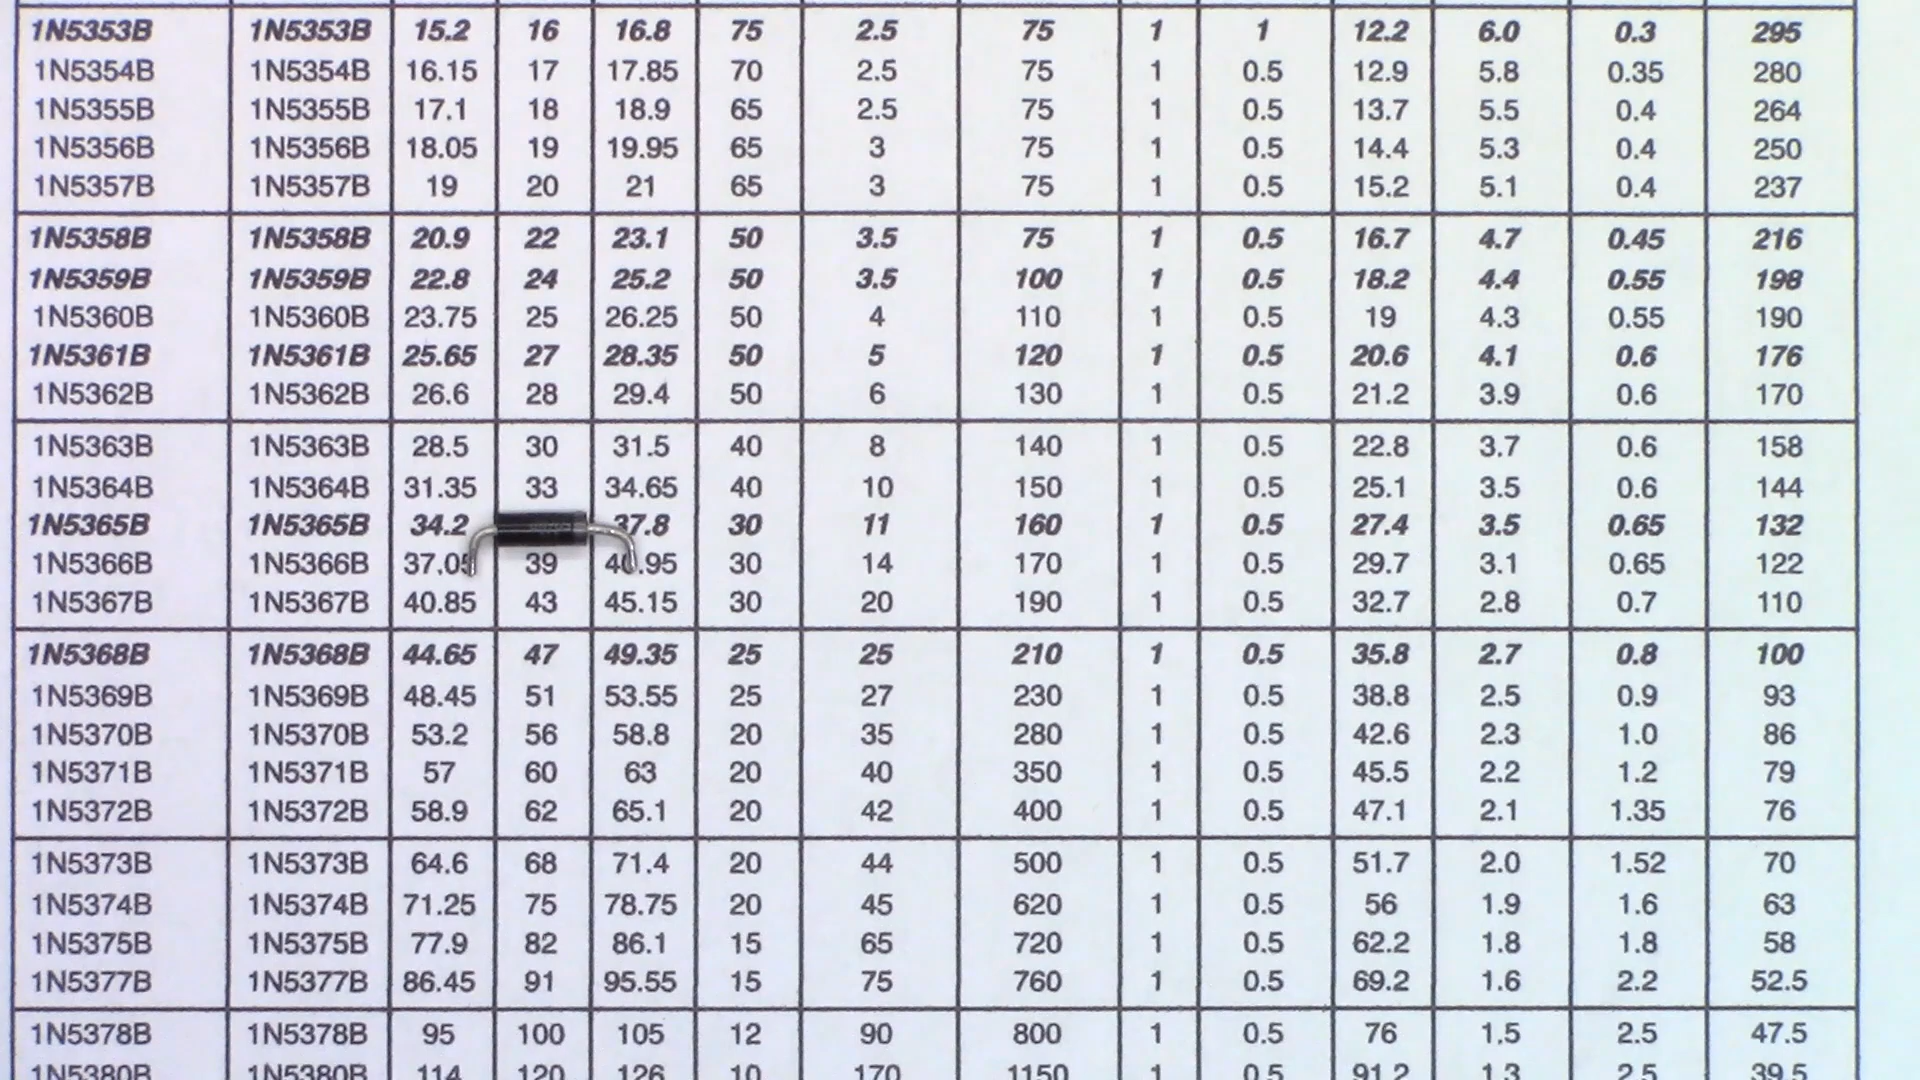 1N5353B 1N5353B 15.2 16 16.8 75 2.5 75 1 1 12.2 6.0 0.3 295
1N5354B 1N5354B 16.15 17 17.85 70 2.5 75 1 0.5 12.9 5.8 0.35 280
1N5355B 1N5355B 17.1 18 18.9 65 2.5 75 1 0.5 13.7 5.5 0.4 264
1N5356B 1N5356B 18.05 19 19.95 65 3 75 1 0.5 14.4 5.3 0.4 250
1N5357B 1N5357B 19 20 21 65 3 75 1 0.5 15.2 5.1 0.4 237
1N5358B 1N5358B 20.9 22 23.1 50 3.5 75 1 0.5 16.7 4.7 0.45 216
1N5359B 1N5359B 22.8 24 25.2 50 3.5 100 1 0.5 18.2 4.4 0.55 198
1N5360B 1N5360B 23.75 25 26.25 50 4 110 1 0.5 19 4.3 0.55 190
1N5361B 1N5361B 25.65 27 28.35 50 5 120 1 0.5 20.6 4.1 0.6 176
1N5362B 1N5362B 26.6 28 29.4 50 6 130 1 0.5 21.2 3.9 0.6 170
1N5363B 1N5363B 28.5 30 31.5 40 8 140 1 0.5 22.8 3.7 0.6 158
1N5364B 1N5364B 31.35 33 34.65 40 10 150 1 0.5 25.1 3.5 0.6 144
1N5365B 1N5365B 34.2 37.8 30 11 160 1 0.5 27.4 3.5 0.65 132
1N5366B 1N5366B 37.05 39 40.95 30 14 170 1 0.5 29.7 3.1 0.65 122
1N5367B 1N5367B 40.85 43 45.15 30 20 190 1 0.5 32.7 2.8 0.7 110
1N5368B 1N5368B 44.65 47 49.35 25 25 210 1 0.5 35.8 2.7 0.8 100
1N5369B 1N5369B 48.45 51 53.55 25 27 230 1 0.5 38.8 2.5 0.9 93
1N5370B 1N5370B 53.2 56 58.8 20 35 280 1 0.5 42.6 2.3 1.0 86
1N5371B 1N5371B 57 60 63 20 40 350 1 0.5 45.5 2.2 1.2 79
1N5372B 1N5372B 58.9 62 65.1 20 42 400 1 0.5 47.1 2.1 1.35 76
1N5373B 1N5373B 64.6 68 71.4 20 44 500 1 0.5 51.7 2.0 1.52 70
1N5374B 1N5374B 71.25 75 78.75 20 45 620 1 0.5 56 1.9 1.6 63
1N5375B 1N5375B 77.9 82 86.1 15 65 720 1 0.5 62.2 1.8 1.8 58
1N5377B 1N5377B 86.45 91 95.55 15 75 760 1 0.5 69.2 1.6 2.2 52.5
1N5378B 1N5378B 95 100 105 12 90 800 1 0.5 76 1.5 2.5 47.5
1N5380B 1N5380B 114 120 126 10 170 1150 1 0.5 91.2 1.3 2.5 39.5